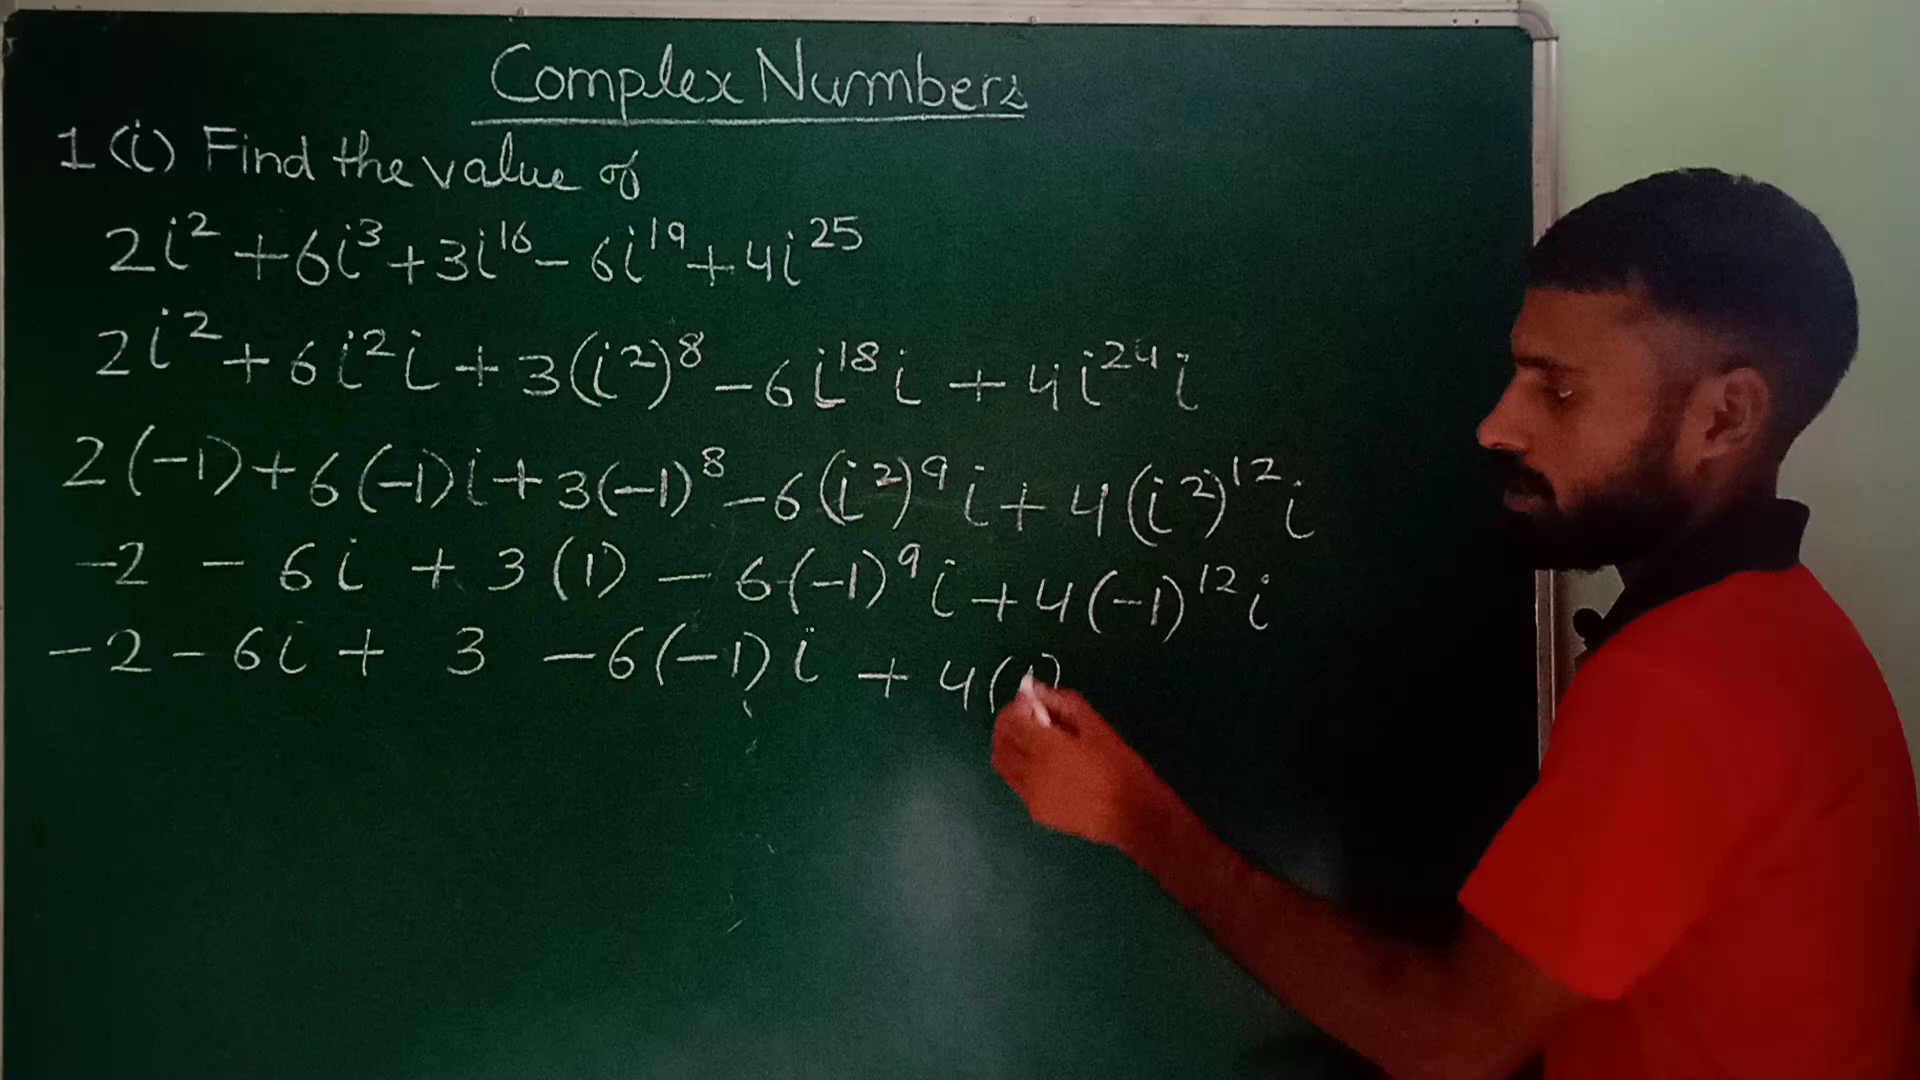 Complex Numbers
1(i) Find the value of
2i² + 6i³ + 3i¹⁶ - 6i¹⁹ + 4i²⁵
2i² + 6i²i + 3(i²)⁸ - 6i¹⁸i + 4i²⁴i
2(-1) + 6(-1)i + 3(-1)⁸ - 6(i²)⁹i + 4(i²)¹²i
-2 - 6i + 3(1) - 6(-1)⁹i + 4(-1)¹²i
-2 - 6i + 3 - 6(-1)i + 4(1)